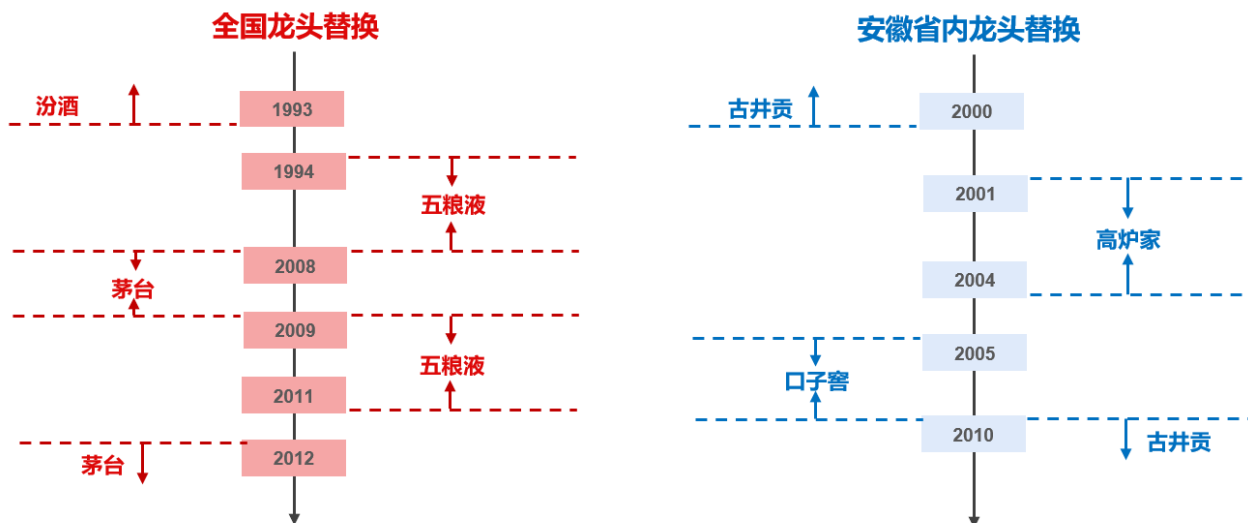 全国龙头替换
汾酒
1993
1994
五粮液
2008
茅台
2009
五粮液
2011
2012
茅台
安徽省内龙头替换
古井贡
2000
2001
高炉家
2004
2005
口子窖
2010
古井贡